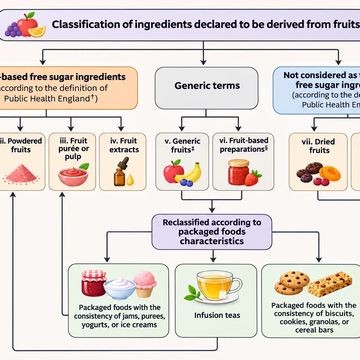 Classification of ingredients declared to be derived from fruits
-based free sugar ingredients
(according to the definition of
Public Health England†)
Generic terms
Not considered as
free sugar
(according to the
Public Health
ii. Powdered
fruits
iii. Fruit
purée or
pulp
iv. Fruit
extracts
v. Generic
fruits‡
vi. Fruit-based
preparations§
vii. Dried
fruits
Reclassified according to
packaged foods
characteristics
Packaged foods with the
consistency of jams, purees,
yogurts, or ice creams
Infusion teas
Packaged foods with the
consistency of biscuits,
cookies, granolas, or
cereal bars